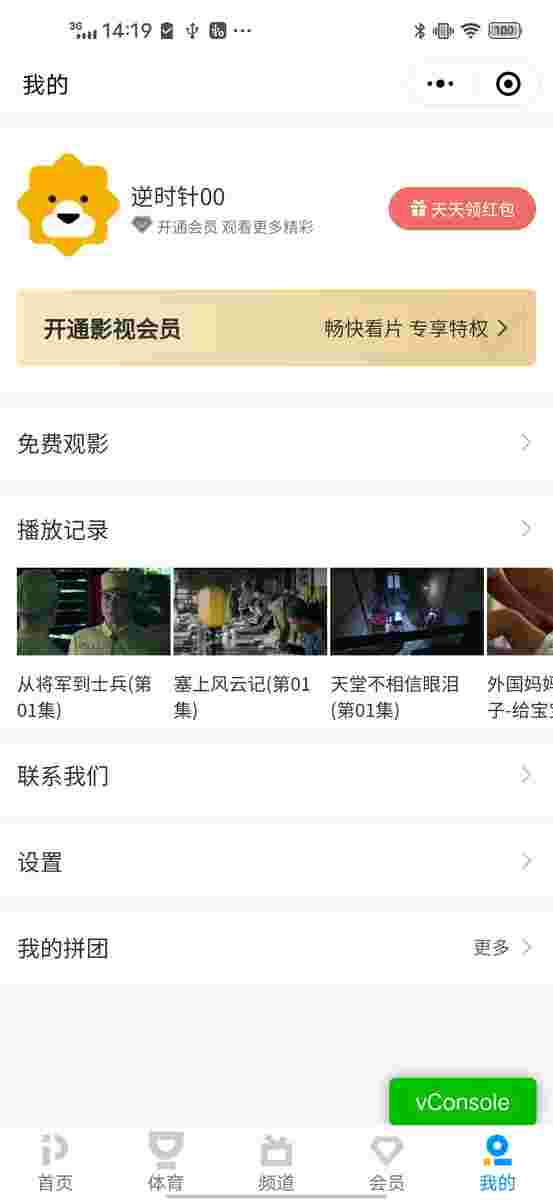 3G 14:19 ··· 100
我的
逆时针00
开通会员 观看更多精彩
天天领红包
开通影视会员
畅快看片 专享特权
免费观影
播放记录
从将军到士兵(第
01集)
塞上风云记(第01
集)
天堂不相信眼泪
(第01集)
外国妈妈
子-给宝宝
联系我们
设置
我的拼团
更多
vConsole
首页
体育
频道
会员
我的